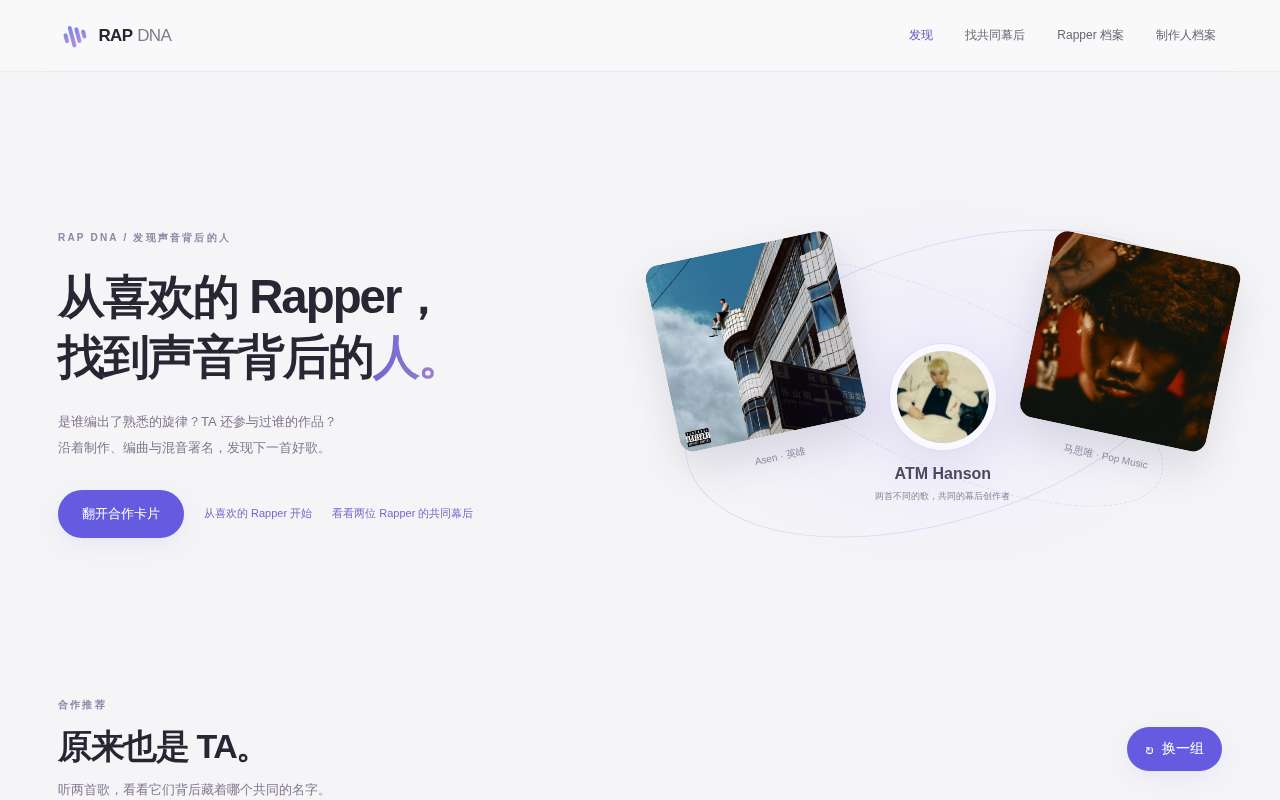 RAP DNA
发现
找共同幕后
Rapper 档案
制作人档案
RAP DNA / 发现声音背后的人
从喜欢的 Rapper，
找到声音背后的人。
是谁编出了熟悉的旋律？TA 还参与过谁的作品？
沿着制作、编曲与混音署名，发现下一首好歌。
翻开合作卡片
从喜欢的 Rapper 开始
看看两位 Rapper 的共同幕后
Asen · 英雄
马思唯 · Pop Music
ATM Hanson
两首不同的歌，共同的幕后创作者
合作推荐
原来也是 TA。
听两首歌，看看它们背后藏着哪个共同的名字。
↻ 换一组